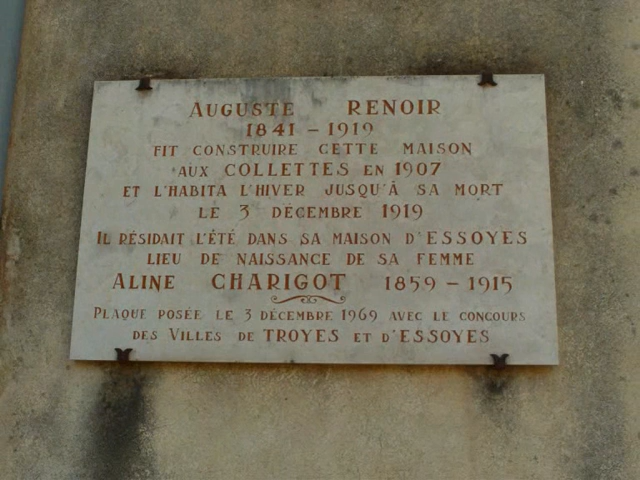 AUGUSTE RENOIR
1841 - 1919
FIT CONSTRUIRE CETTE MAISON
AUX COLLETTES EN 1907
ET L'HABITA L'HIVER JUSQU'À SA MORT
LE 3 DÉCEMBRE 1919
IL RÉSIDAIT L'ÉTÉ DANS SA MAISON D'ESSOYES
LIEU DE NAISSANCE DE SA FEMME
ALINE CHARIGOT 1859 - 1915
PLAQUE POSÉE LE 3 DÉCEMBRE 1969 AVEC LE CONCOURS
DES VILLES DE TROYES ET D'ESSOYES